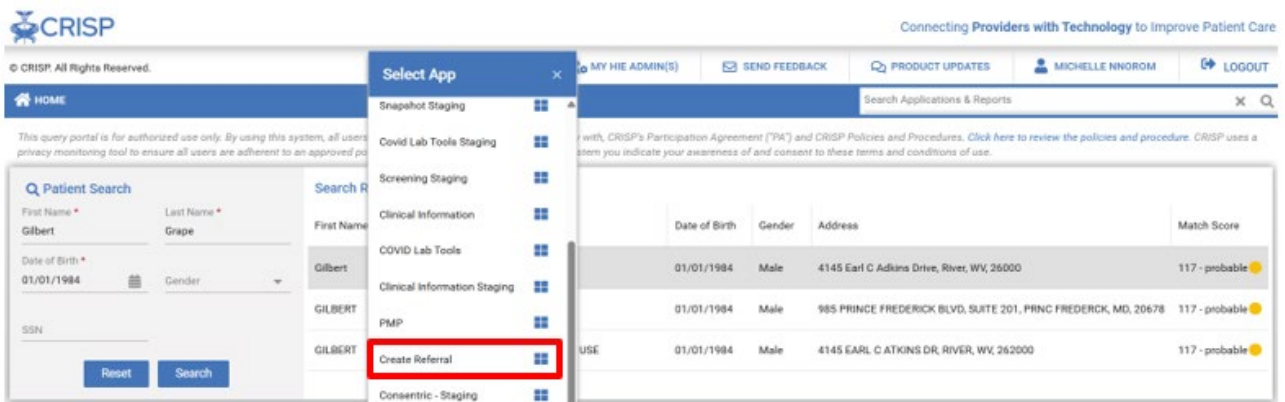 CRISP
Connecting Providers with Technology to Improve Patient Care
© CRISP. All Rights Reserved.
MY HIE ADMIN(S)
SEND FEEDBACK
PRODUCT UPDATES
MICHELLE NNOROM
LOGOUT
HOME
Search Applications & Reports
This query portal is for authorized use only. By using this system, all users
with, CRISP's Participation Agreement ("PA") and CRISP Policies and Procedures. Click here to review the policies and procedure. CRISP uses a
privacy monitoring tool to ensure all users are adherent to an approved
you indicate your awareness of and consent to these terms and conditions of use.
Select App
Snapshot Staging
Covid Lab Tools Staging
Screening Staging
Clinical Information
COVID Lab Tools
Clinical Information Staging
PMP
Create Referral
Consentric - Staging
Patient Search
First Name *
Last Name *
Gilbert
Grape
Date of Birth *
01/01/1984
Gender
SSN
Reset
Search
Search R
First Name
Date of Birth
Gender
Address
Match Score
Gilbert
01/01/1984
Male
4145 Earl C Adkins Drive, River, WV, 26000
117 - probable
GILBERT
01/01/1984
Male
985 PRINCE FREDERICK BLVD, SUITE 201, PRNC FREDERCK, MD, 20678
117 - probable
GILBERT
USE
01/01/1984
Male
4145 EARL C ATKINS DR, RIVER, WV, 262000
117 - probable